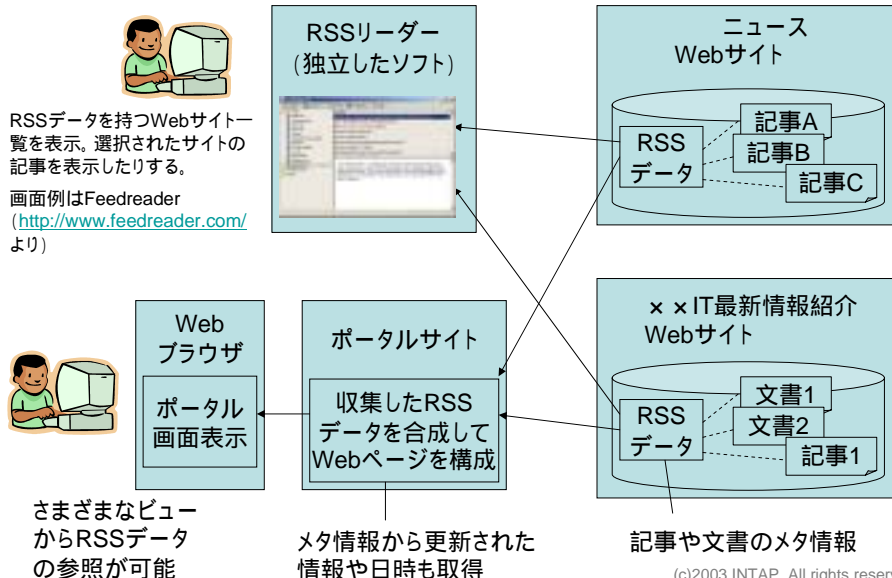 RSSリーダー
(独立したソフト)
ニュース
Webサイト
RSSデータを持つWebサイト一
覧を表示。選択されたサイトの
記事を表示したりする。
画面例はFeedreader
(http://www.feedreader.com/
より)
RSS
データ
記事A
記事B
記事C
Web
ブラウザ
ポータル
画面表示
ポータルサイト
収集したRSS
データを合成して
Webページを構成
××IT最新情報紹介
Webサイト
RSS
データ
文書1
文書2
記事1
さまざまなビュー
からRSSデータ
の参照が可能
メタ情報から更新された
情報や日時も取得
記事や文書のメタ情報
(c)2003 INTAP, All rights reserv